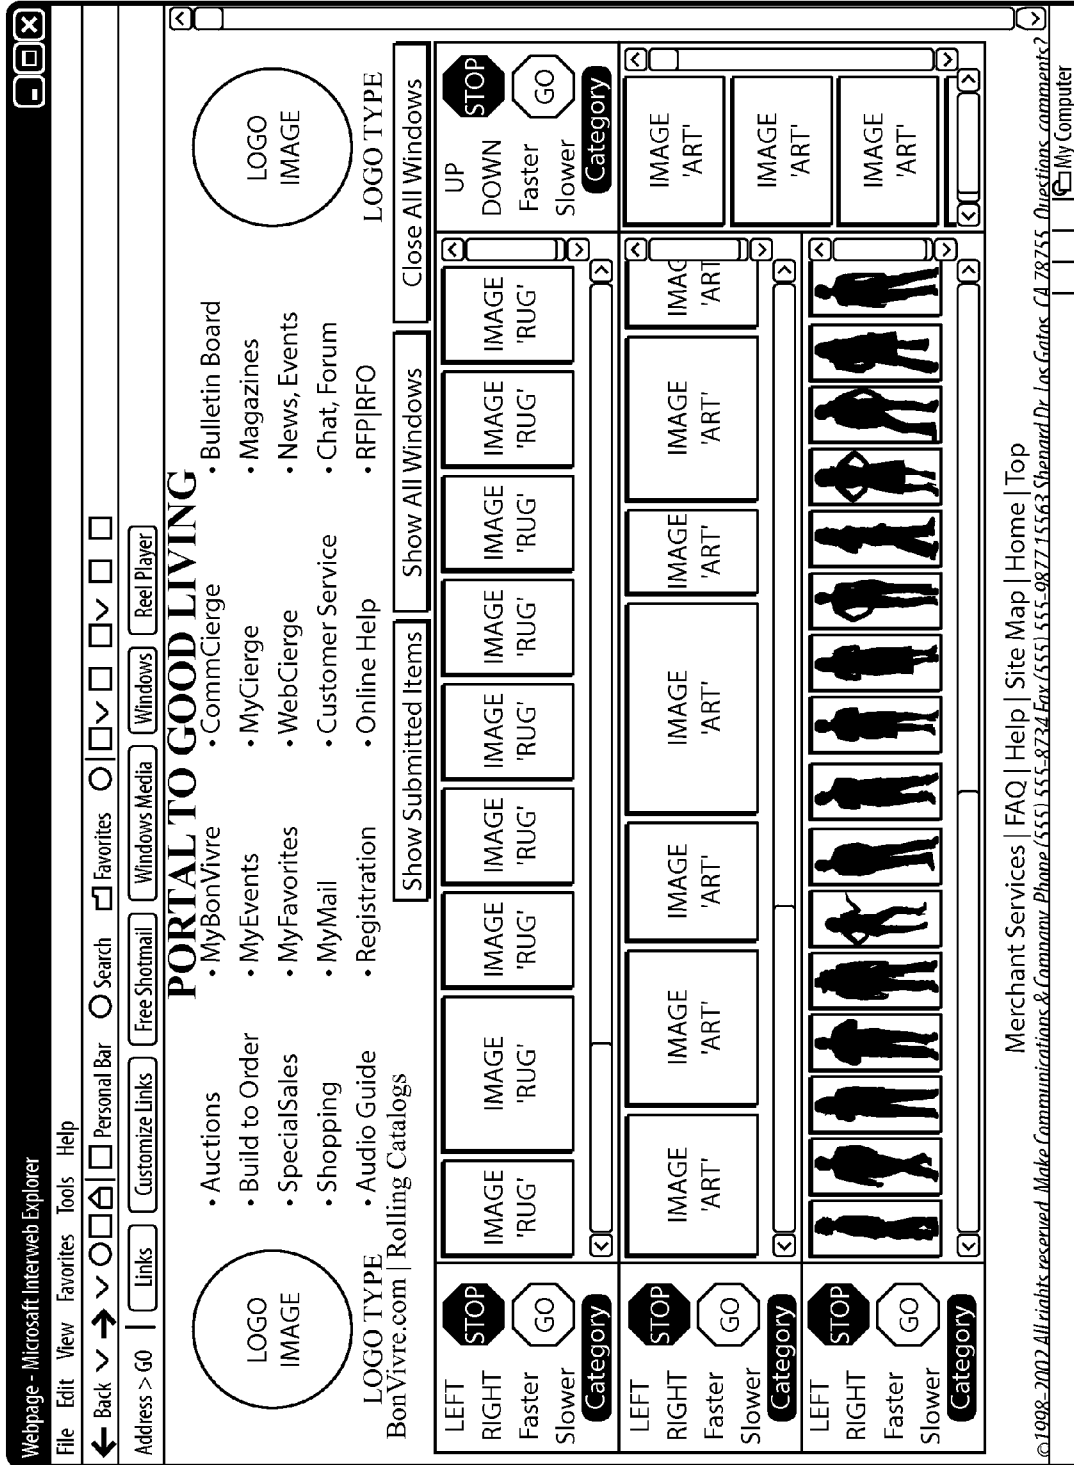 Webpage - Microsaft Interweb Explorer
File Edit View Favorites Tools Help
Back Personal Bar Search Favorites
Address > GO Links Customize Links Free Shotmail Windows Media Windows Reel Player
PORTAL TO GOOD LIVING
LOGO IMAGE
LOGO TYPE
• Auctions
• Build to Order
• SpecialSales
• Shopping
• Audio Guide
• MyBonVivre
• MyEvents
• MyFavorites
• MyMail
• Registration
• CommCierge
• MyCierge
• WebCierge
• Customer Service
• Online Help
• Bulletin Board
• Magazines
• News, Events
• Chat, Forum
• RFP|RFO
LOGO IMAGE
LOGO TYPE
BonVivre.com | Rolling Catalogs
Show Submitted Items
Show All Windows
Close All Windows
LEFT
RIGHT
Faster
Slower
STOP
GO
Category
IMAGE 'RUG'
IMAGE 'RUG'
IMAGE 'RUG'
IMAGE 'RUG'
IMAGE 'RUG'
IMAGE 'RUG'
IMAGE 'RUG'
IMAGE 'RUG'
IMAGE 'RUG'
UP
DOWN
Faster
Slower
STOP
GO
Category
LEFT
RIGHT
Faster
Slower
STOP
GO
Category
IMAGE 'ART'
IMAGE 'ART'
IMAGE 'ART'
IMAGE 'ART'
IMAGE 'ART'
IMAGE 'ART'
IMAG 'ART
IMAGE 'ART'
IMAGE 'ART'
IMAGE 'ART'
LEFT
RIGHT
Faster
Slower
STOP
GO
Category
Merchant Services | FAQ | Help | Site Map | Home | Top
©1998-2002 All rights reserved Make Communications & Company Phone (555) 555-8734 Fax (555) 555-9877 15563 Shepard Dr. Los Gatos, CA 78755 Questions, comments?
My Computer